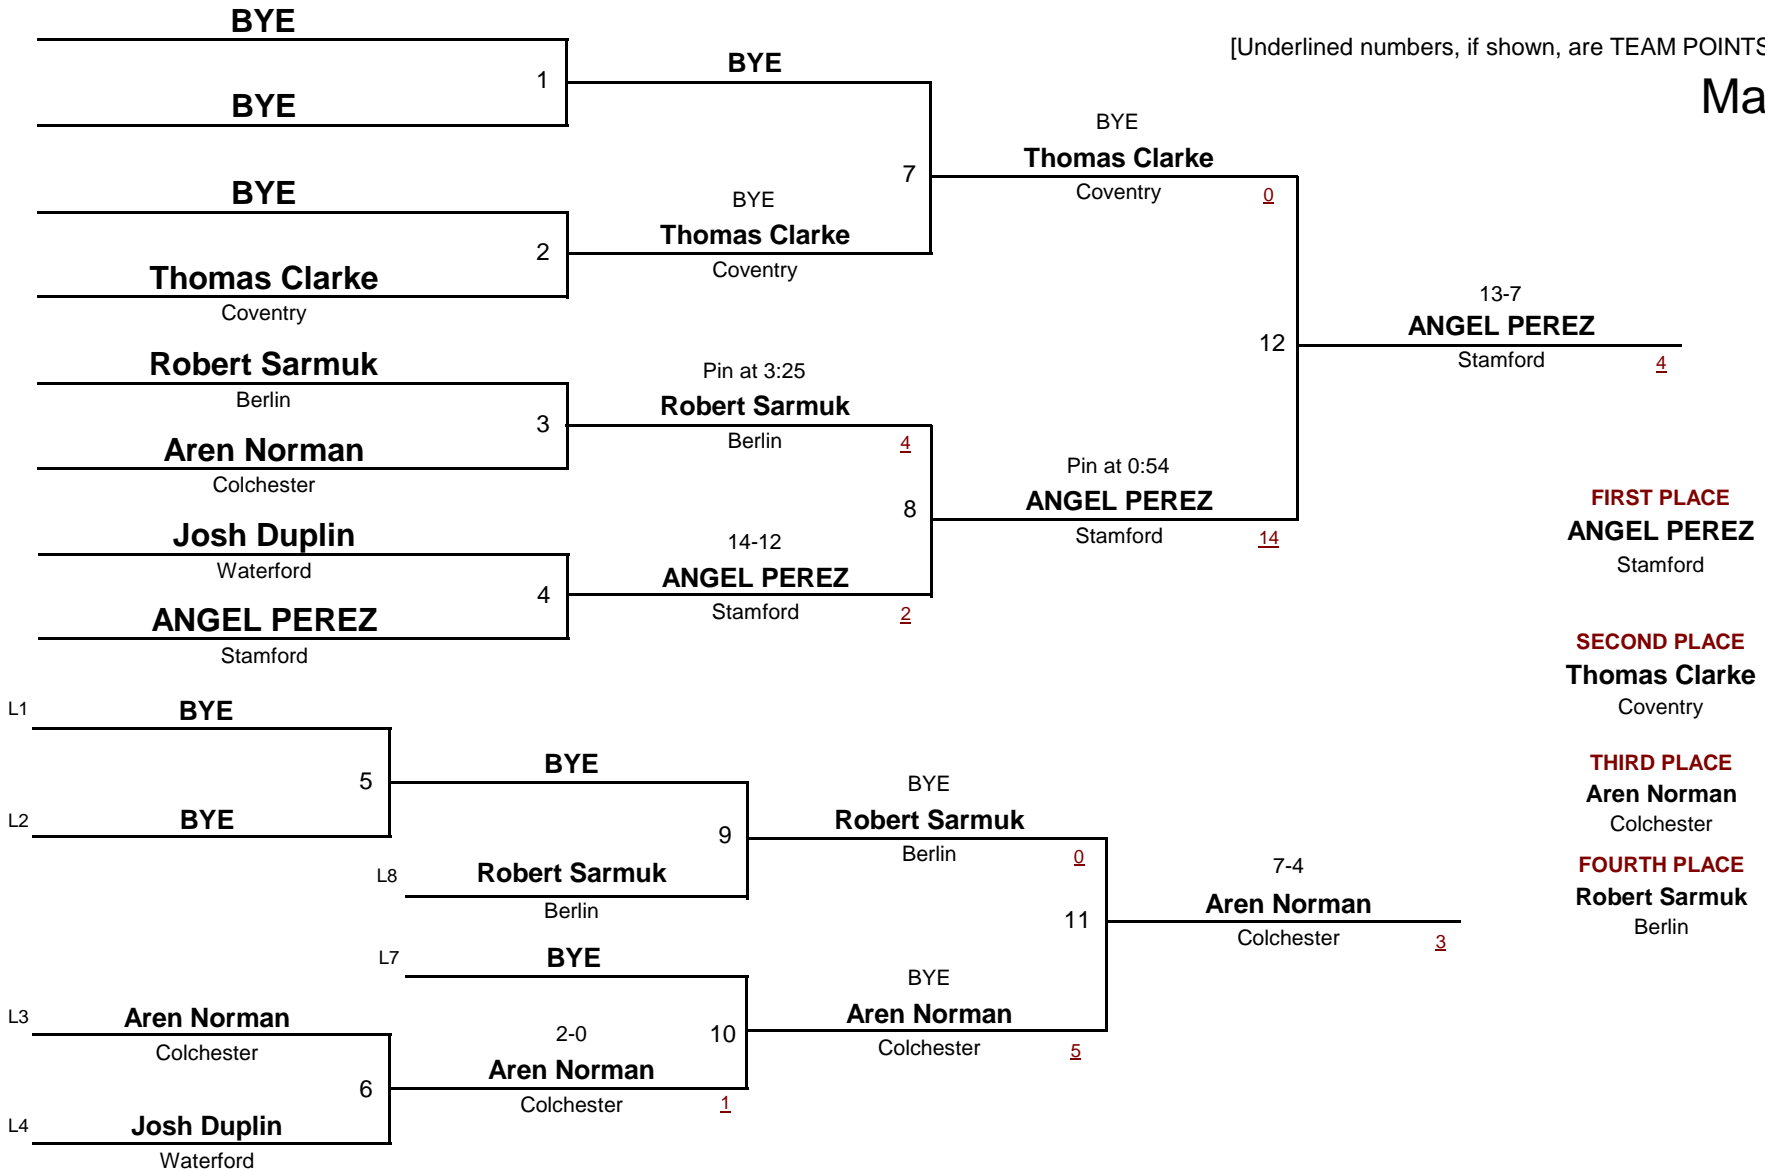 [Underlined numbers, if shown, are TEAM POINTS
Ma
BYE
1
BYE
BYE
BYE
2
Thomas Clarke
Coventry
BYE
Thomas Clarke
Coventry
7
BYE
Thomas Clarke
Coventry
0
Robert Sarmuk
Berlin
3
Aren Norman
Colchester
Pin at 3:25
Robert Sarmuk
Berlin
4
Josh Duplin
Waterford
4
ANGEL PEREZ
Stamford
14-12
ANGEL PEREZ
Stamford
2
8
Pin at 0:54
ANGEL PEREZ
Stamford
14
12
13-7
ANGEL PEREZ
Stamford
4
FIRST PLACE
ANGEL PEREZ
Stamford
SECOND PLACE
Thomas Clarke
Coventry
THIRD PLACE
Aren Norman
Colchester
FOURTH PLACE
Robert Sarmuk
Berlin
L1
BYE
5
L2
BYE
BYE
9
L8
Robert Sarmuk
Berlin
BYE
Robert Sarmuk
Berlin
0
L7
BYE
10
L3
Aren Norman
Colchester
6
L4
Josh Duplin
Waterford
2-0
Aren Norman
Colchester
1
BYE
Aren Norman
Colchester
5
11
7-4
Aren Norman
Colchester
3